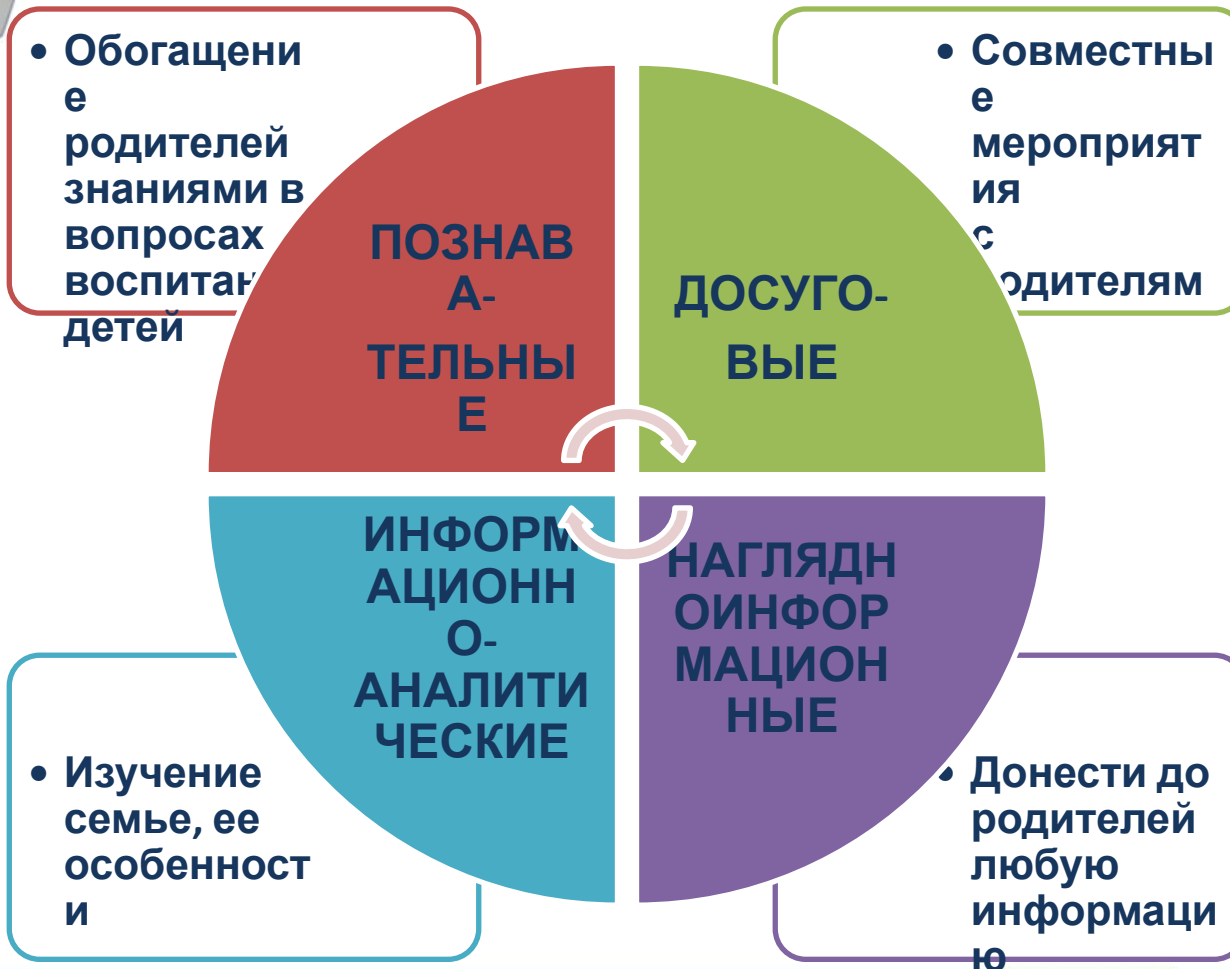 • Обогащени
е
родителей
знаниями в
вопросах
воспитан
детей
• Совместны
е
мероприят
ия
с
одителям
ПОЗНАВ
А-
ТЕЛЬНЫ
Е
ДОСУГО-
ВЫЕ
ИНФОРМ
АЦИОНН
О-
АНАЛИТИ
ЧЕСКИЕ
НАГЛЯДН
ОИНФОР
МАЦИОН
НЫЕ
• Изучение
семье, ее
особенност
и
• Донести до
родителей
любую
информаци
ю